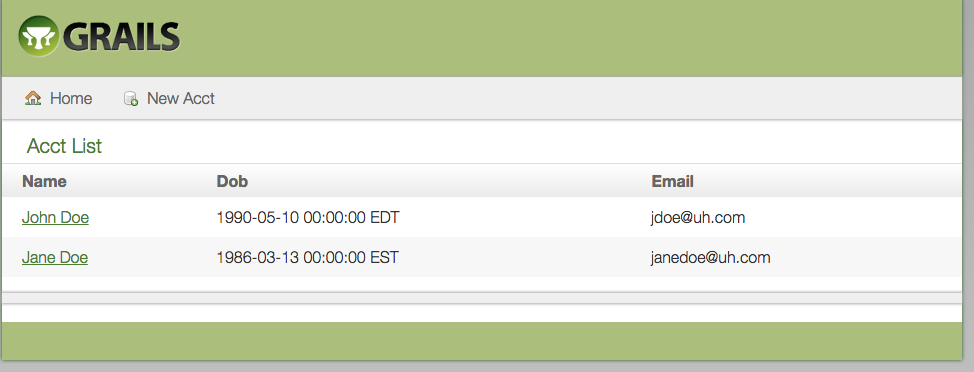 GRAILS
Home New Acct
Acct List
Name Dob Email
John Doe 1990-05-10 00:00:00 EDT jdoe@uh.com
Jane Doe 1986-03-13 00:00:00 EST janedoe@uh.com